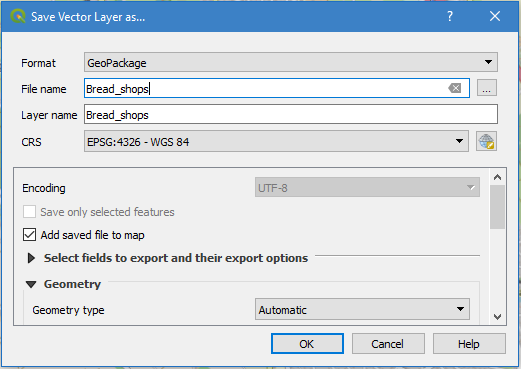 Save Vector Layer as...
?
Format GeoPackage
File name Bread_shops ...
Layer name Bread_shops
CRS EPSG:4326 - WGS 84
Encoding UTF-8
Save only selected features
Add saved file to map
Select fields to export and their export options
Geometry
Geometry type Automatic
OK Cancel Help